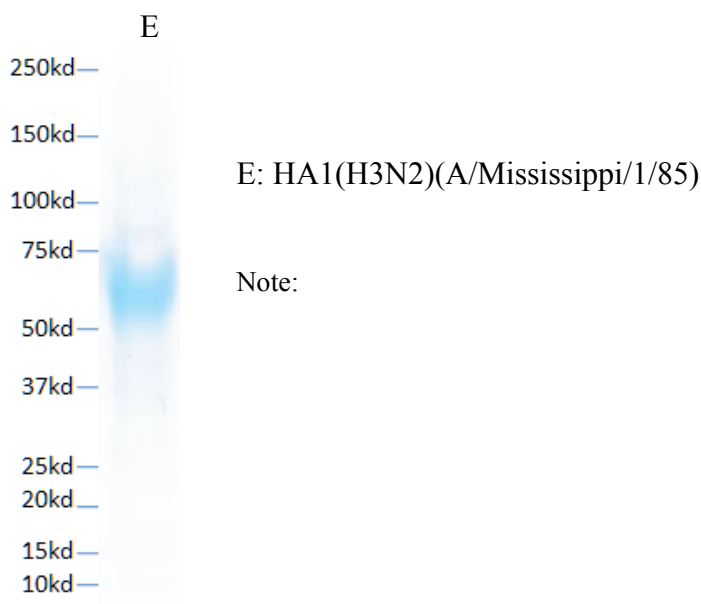 E
250kd
150kd
E: HA1(H3N2)(A/Mississippi/1/85)
100kd
75kd
Note:
50kd
37kd
25kd
20kd
15kd
10kd